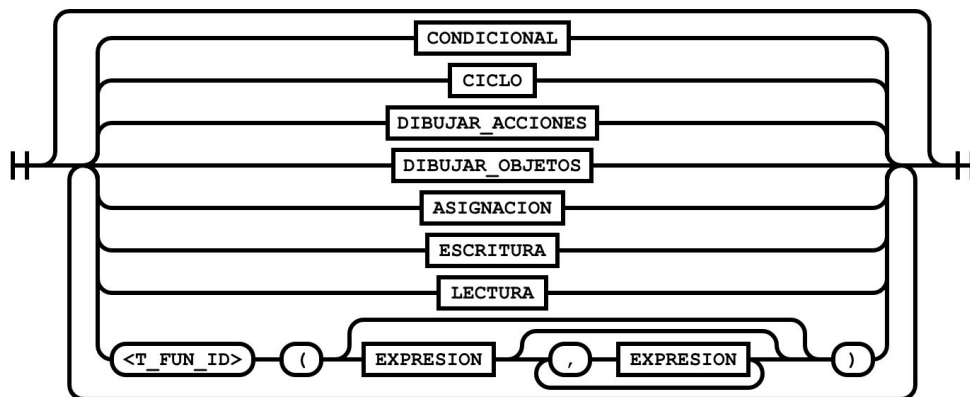 CONDICIONAL
CICLO
DIBUJAR_ACCIONES
DIBUJAR_OBJETOS
ASIGNACION
ESCRITURA
LECTURA
<T_FUN_ID> ( EXPRESION , EXPRESION )